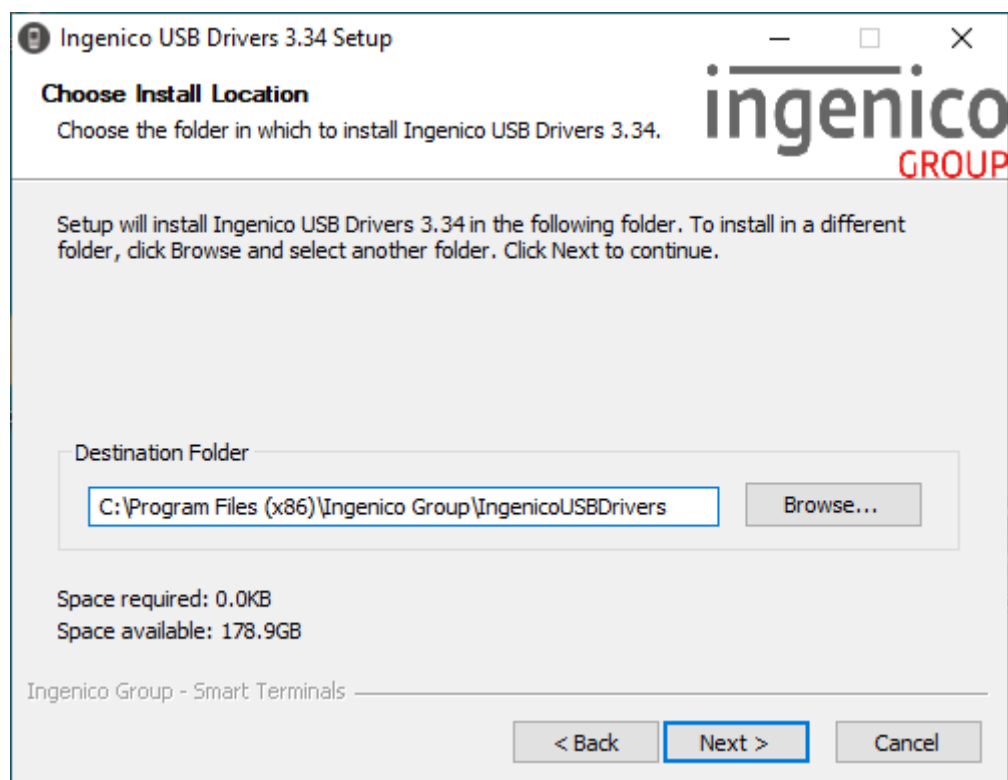 Ingenico USB Drivers 3.34 Setup
Choose Install Location
Choose the folder in which to install Ingenico USB Drivers 3.34.
ingenico
GROUP
Setup will install Ingenico USB Drivers 3.34 in the following folder. To install in a different
folder, click Browse and select another folder. Click Next to continue.
Destination Folder
C:\Program Files (x86)\Ingenico Group\IngenicoUSBDrivers
Browse...
Space required: 0.0KB
Space available: 178.9GB
Ingenico Group - Smart Terminals
< Back
Next >
Cancel